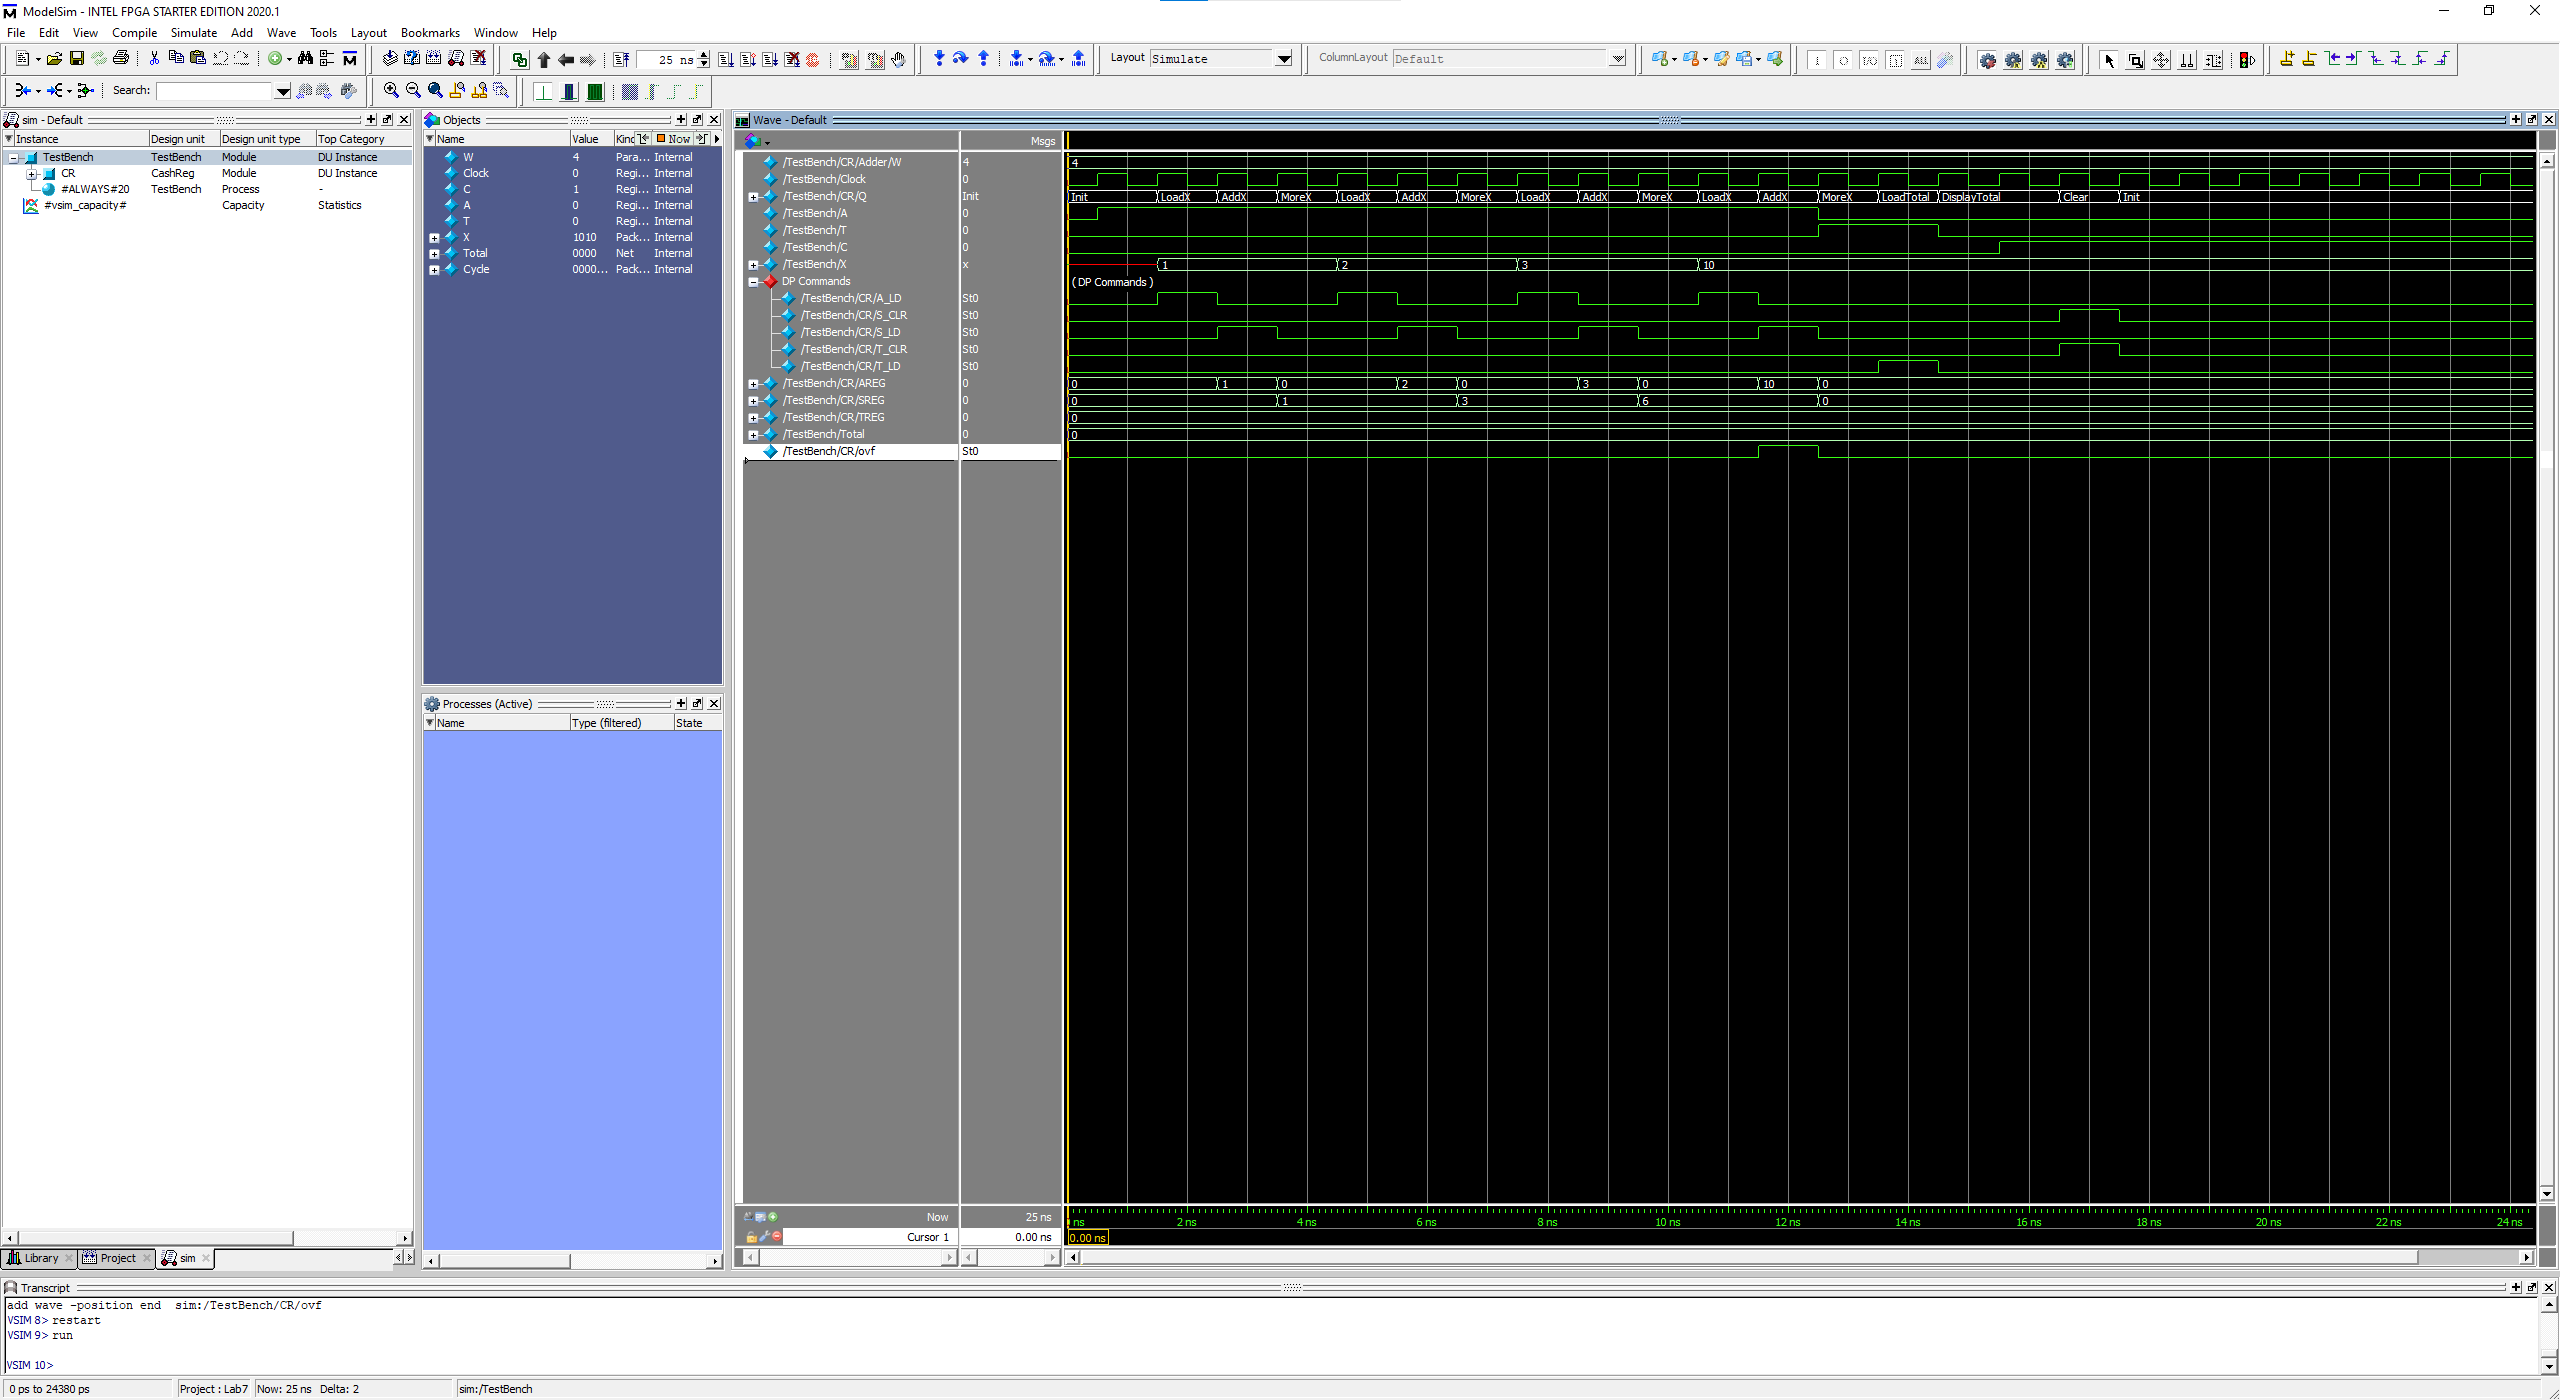 ModelSim - INTEL FPGA STARTER EDITION 2020.1
File Edit View Compile Simulate Add Wave Tools Layout Bookmarks Window Help
25 ns
Layout Simulate
ColumnLayout Default
Search:
sim - Default
Instance Design unit Design unit type Top Category
TestBench TestBench Module DU Instance
CR CashReg Module DU Instance
#ALWAYS#20 TestBench Process -
#vsim_capacity# Capacity Statistics
Library Project sim
Objects
Name Value Kind Now
W 4 Para... Internal
Clock 0 Regi... Internal
C 1 Regi... Internal
A 0 Regi... Internal
T 0 Regi... Internal
X 1010 Pack... Internal
Total 0000 Net Internal
Cycle 0000... Pack... Internal
Processes (Active)
Name Type (filtered) State
Wave - Default
Msgs
/TestBench/CR/Adder/W 4 4
/TestBench/Clock 0
/TestBench/CR/Q Init Init LoadX AddX MoreX LoadX AddX MoreX LoadX AddX MoreX LoadX AddX MoreX LoadTotal DisplayTotal Clear Init
/TestBench/A 0
/TestBench/T 0
/TestBench/C 0
/TestBench/X x 1 2 3 10
DP Commands ( DP Commands )
/TestBench/CR/A_LD St0
/TestBench/CR/S_CLR St0
/TestBench/CR/S_LD St0
/TestBench/CR/T_CLR St0
/TestBench/CR/T_LD St0
/TestBench/CR/AREG 0 0 1 0 2 0 3 0 10 0
/TestBench/CR/SREG 0 0 1 3 6 0
/TestBench/CR/TREG 0 0
/TestBench/Total 0 0
/TestBench/CR/ovf St0
Now 25 ns ns 2 ns 4 ns 6 ns 8 ns 10 ns 12 ns 14 ns 16 ns 18 ns 20 ns 22 ns 24 ns
Cursor 1 0.00 ns 0.00 ns
Transcript
add wave -position end sim:/TestBench/CR/ovf
VSIM 8> restart
VSIM 9> run
VSIM 10>
0 ps to 24380 ps Project : Lab7 Now: 25 ns Delta: 2 sim:/TestBench